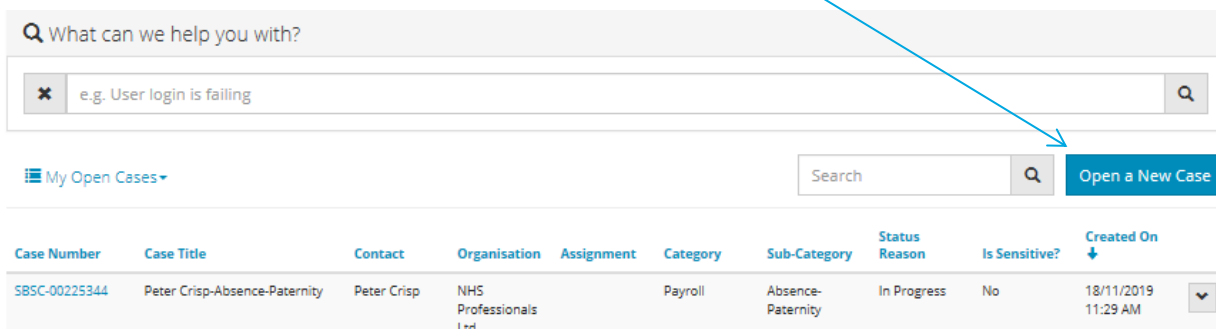 What can we help you with?
e.g. User login is failing
My Open Cases
Search
Open a New Case
Case Number Case Title Contact Organisation Assignment Category Sub-Category Status Reason Is Sensitive? Created On
SBSC-00225344 Peter Crisp-Absence-Paternity Peter Crisp NHS Professionals Ltd Payroll Absence-Paternity In Progress No 18/11/2019 11:29 AM